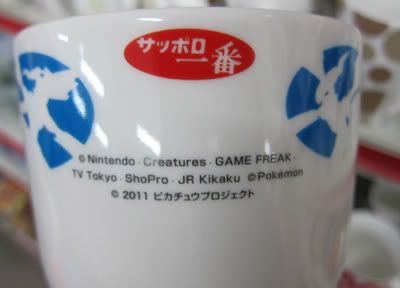 サッポロ
一番
©Nintendo · Creatures · GAME FREAK ·
TV Tokyo · ShoPro · JR Kikaku ©Pokémon
© 2011 ピカチュウプロジェクト